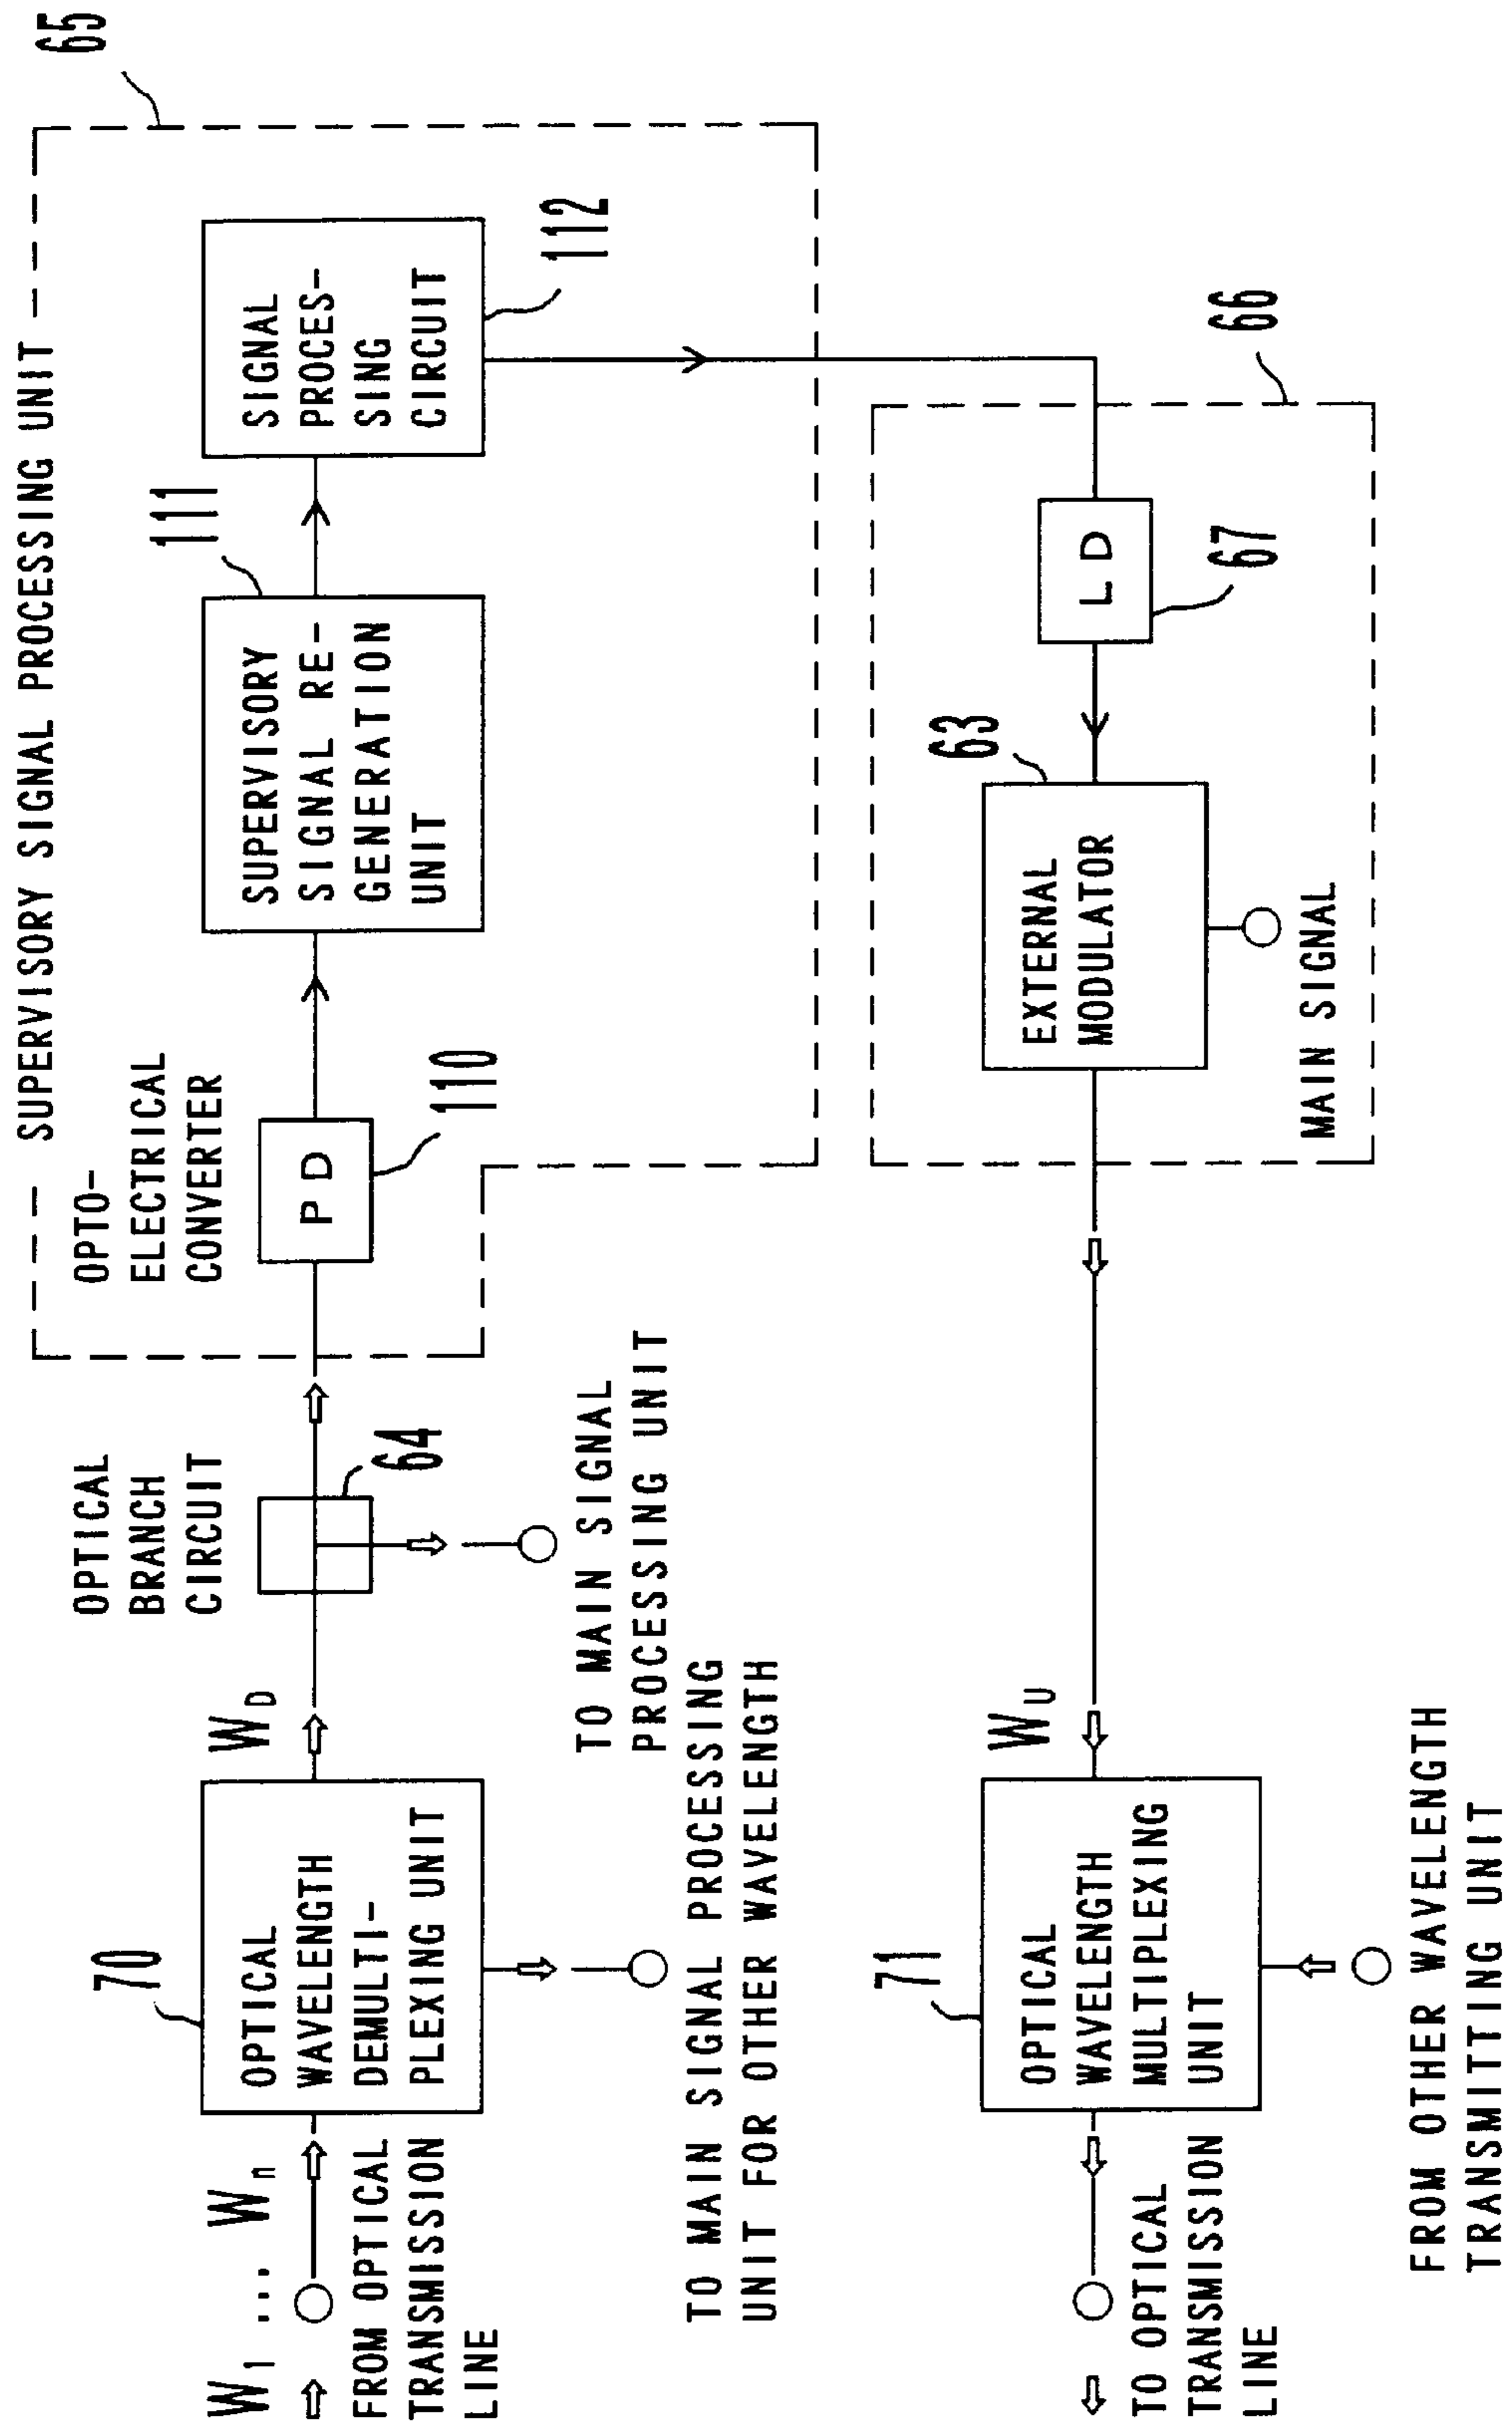 SUPERVISORY SIGNAL PROCESSING UNIT
65
OPTO-
ELECTRICAL
CONVERTER
PD
110
SUPERVISORY
SIGNAL RE-
GENERATION
UNIT
111
SIGNAL
PROCES-
SING
CIRCUIT
112
OPTICAL
BRANCH
CIRCUIT
64
TO MAIN SIGNAL
PROCESSING UNIT
W1 ... Wn
FROM OPTICAL
TRANSMISSION
LINE
70
OPTICAL
WAVELENGTH
DEMULTI-
PLEXING UNIT
WD
TO MAIN SIGNAL PROCESSING
UNIT FOR OTHER WAVELENGTH
66
LD
67
63
EXTERNAL
MODULATOR
MAIN SIGNAL
WU
71
OPTICAL
WAVELENGTH
MULTIPLEXING
UNIT
TO OPTICAL
TRANSMISSION
LINE
FROM OTHER WAVELENGTH
TRANSMITTING UNIT